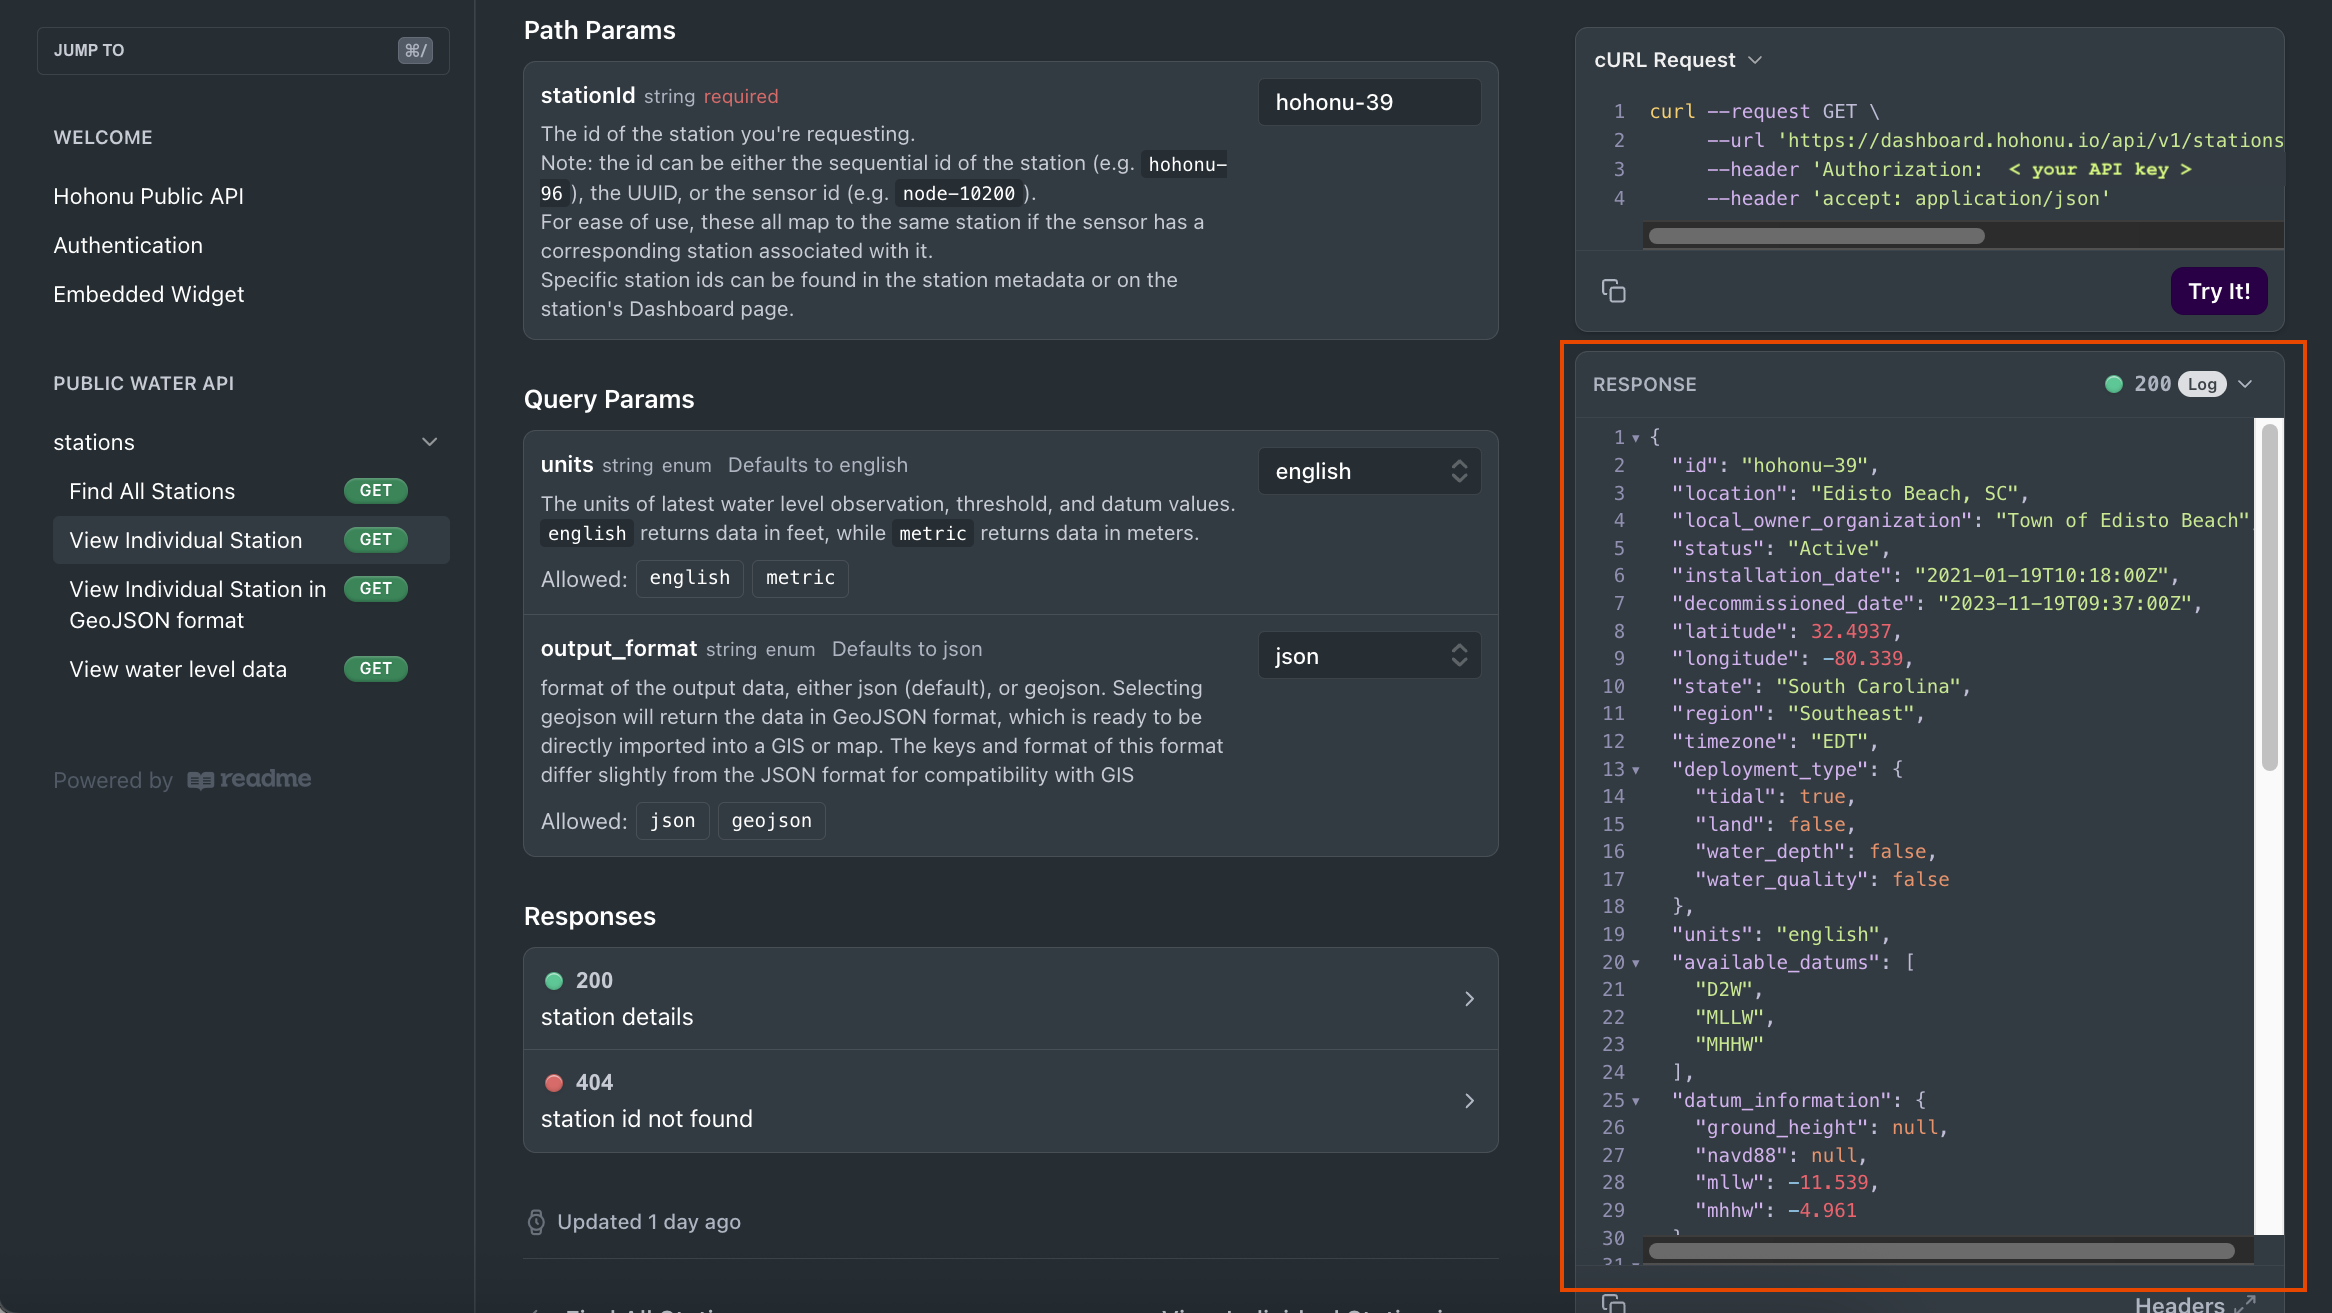 JUMP TO ⌘/
WELCOME
Hohonu Public API
Authentication
Embedded Widget
PUBLIC WATER API
stations
Find All Stations GET
View Individual Station GET
View Individual Station in GET
GeoJSON format
View water level data GET
Powered by readme
Path Params
stationId string required
hohonu-39
The id of the station you're requesting.
Note: the id can be either the sequential id of the station (e.g. hohonu-
96 ), the UUID, or the sensor id (e.g. node-10200 ).
For ease of use, these all map to the same station if the sensor has a
corresponding station associated with it.
Specific station ids can be found in the station metadata or on the
station's Dashboard page.
Query Params
units string enum Defaults to english
english
The units of latest water level observation, threshold, and datum values.
english returns data in feet, while metric returns data in meters.
Allowed: english metric
output_format string enum Defaults to json
json
format of the output data, either json (default), or geojson. Selecting
geojson will return the data in GeoJSON format, which is ready to be
directly imported into a GIS or map. The keys and format of this format
differ slightly from the JSON format for compatibility with GIS
Allowed: json geojson
Responses
200
station details
404
station id not found
Updated 1 day ago
cURL Request
1 curl --request GET \
2 --url 'https://dashboard.hohonu.io/api/v1/stations
3 --header 'Authorization: < your API key >
4 --header 'accept: application/json'
Try It!
RESPONSE 200 Log
1 {
2 "id": "hohonu-39",
3 "location": "Edisto Beach, SC",
4 "local_owner_organization": "Town of Edisto Beach"
5 "status": "Active",
6 "installation_date": "2021-01-19T10:18:00Z",
7 "decommissioned_date": "2023-11-19T09:37:00Z",
8 "latitude": 32.4937,
9 "longitude": -80.339,
10 "state": "South Carolina",
11 "region": "Southeast",
12 "timezone": "EDT",
13 "deployment_type": {
14 "tidal": true,
15 "land": false,
16 "water_depth": false,
17 "water_quality": false
18 },
19 "units": "english",
20 "available_datums": [
21 "D2W",
22 "MLLW",
23 "MHHW"
24 ],
25 "datum_information": {
26 "ground_height": null,
27 "navd88": null,
28 "mllw": -11.539,
29 "mhhw": -4.961
30
31
Headers